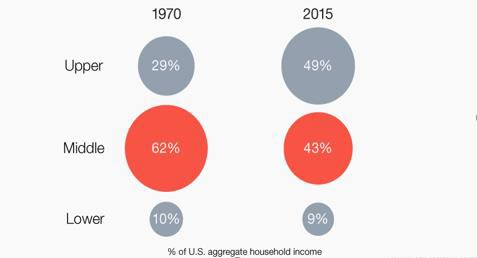 1970 2015
Upper 29% 49%
Middle 62% 43%
Lower 10% 9%
% of U.S. aggregate household income